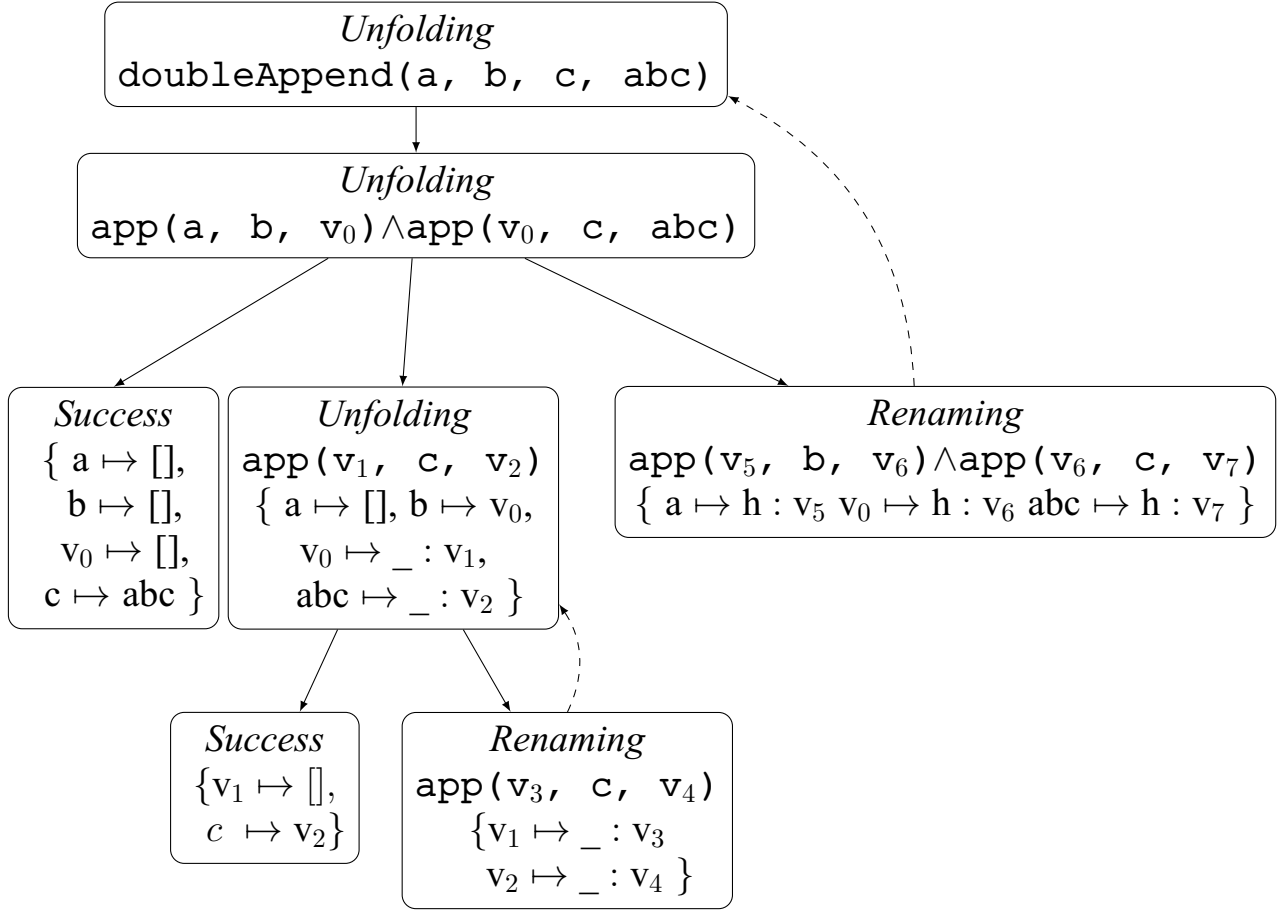 Unfolding
doubleAppend(a, b, c, abc)
Unfolding
app(a, b, v₀)∧app(v₀, c, abc)
Success
{ a ↦ [],
b ↦ [],
v₀ ↦ [],
c ↦ abc }
Unfolding
app(v₁, c, v₂)
{ a ↦ [], b ↦ v₀,
v₀ ↦ _ : v₁,
abc ↦ _ : v₂ }
Renaming
app(v₅, b, v₆)∧app(v₆, c, v₇)
{ a ↦ h : v₅ v₀ ↦ h : v₆ abc ↦ h : v₇ }
Success
{v₁ ↦ [],
c ↦ v₂}
Renaming
app(v₃, c, v₄)
{v₁ ↦ _ : v₃
v₂ ↦ _ : v₄ }